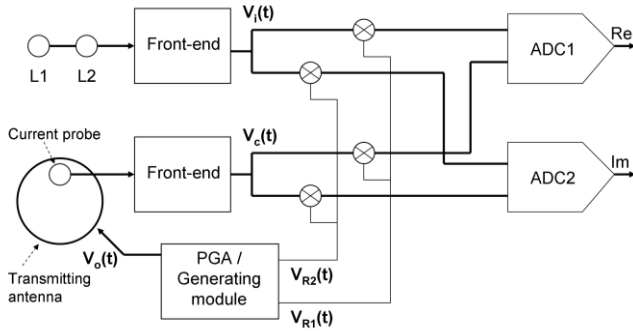 V_i(t)
Front-end
ADC1
Re
L1 L2
Current probe
V_c(t)
Front-end
ADC2
Im
V_o(t)
PGA /
Generating
module
V_R2(t)
V_R1(t)
Transmitting
antenna